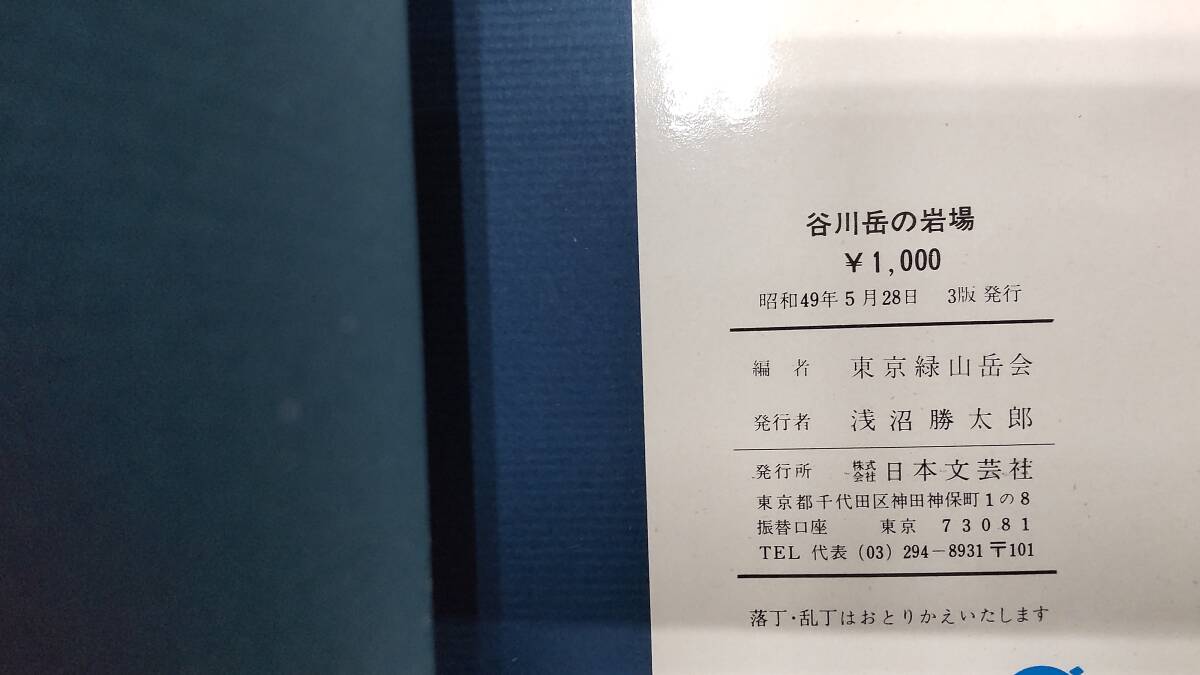 谷川岳の岩場
¥1,000
昭和49年5月28日 3版発行
編者 東京緑山岳会
発行者 浅沼勝太郎
発行所 株式会社日本文芸社
東京都千代田区神田神保町1の8
振替口座 東京 73081
TEL 代表 (03) 294-8931 〒101
落丁・乱丁はおとりかえいたします